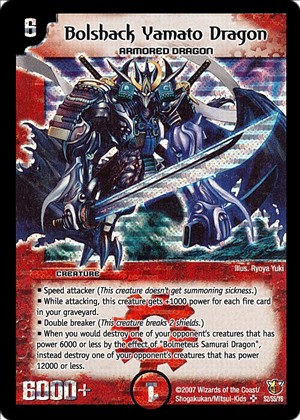 6
Bolshack Yamato Dragon
ARMORED DRAGON
Illus. Ryoya Yuki
CREATURE
■ Speed attacker (This creature doesn't get summoning sickness.)
■ While attacking, this creature gets +1000 power for each fire card
in your graveyard.
■ Double breaker (This creature breaks 2 shields.)
■ When you would destroy one of your opponent's creatures that
has power 6000 or less by the effect of "Bolmeteus Samurai Dragon",
instead destroy one of your opponent's creatures that has power
12000 or less.
6000+
1
©2007 Wizards of the Coast/
Shogakukan/Mitsui-Kids
S2/S5/Y6